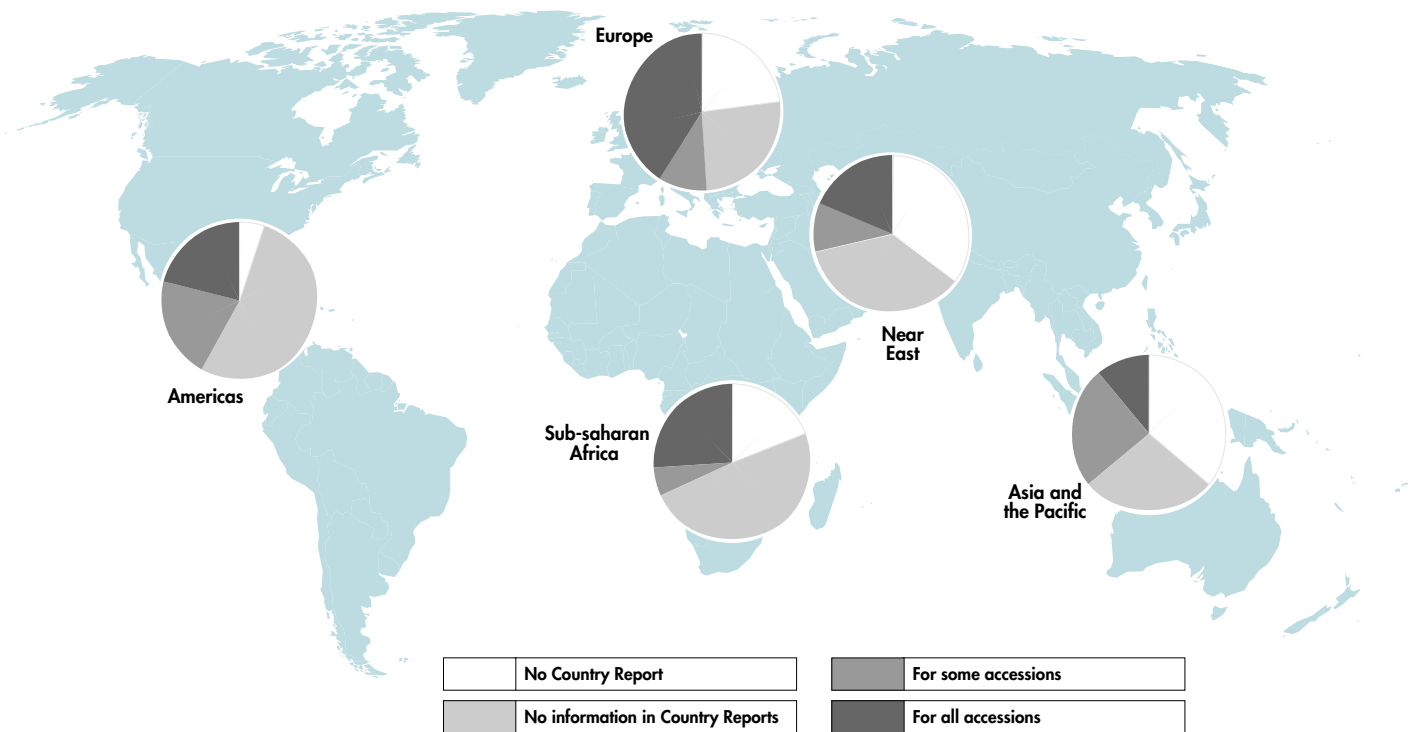 Europe
Near
East
Americas
Sub-saharan
Africa
Asia and
the Pacific
No Country Report
For some accessions
No information in Country Reports
For all accessions